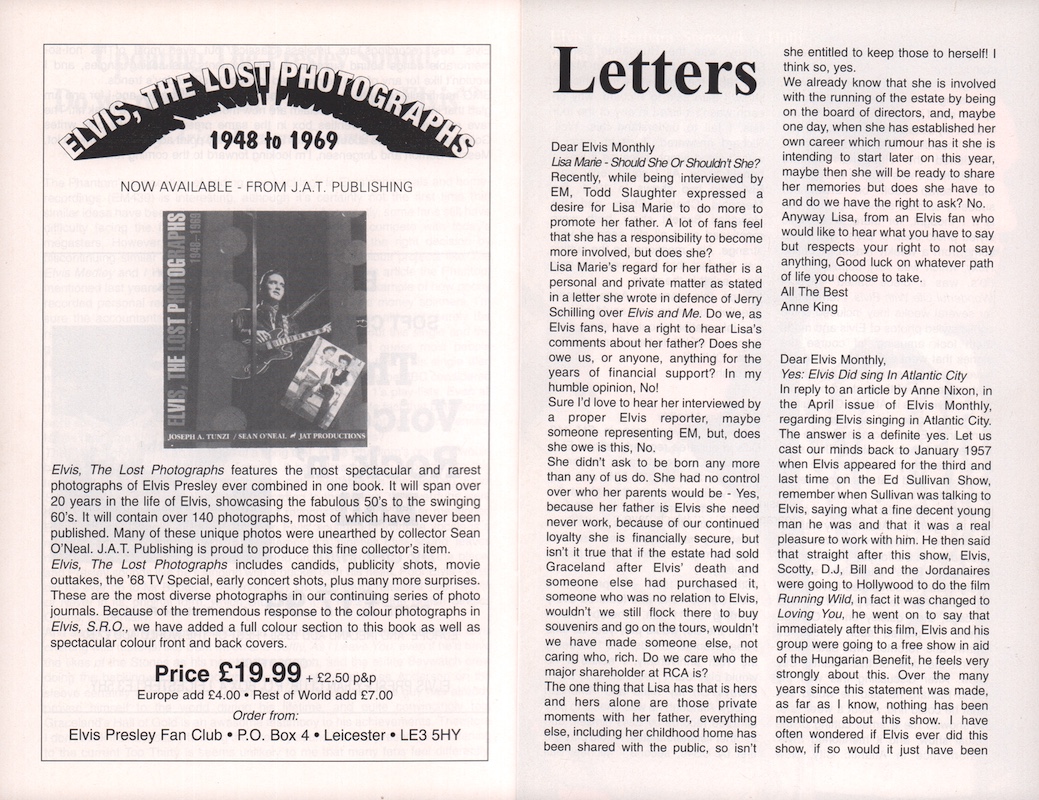 ELVIS, THE LOST PHOTOGRAPHS
1948 to 1969
NOW AVAILABLE - FROM J.A.T. PUBLISHING
ELVIS, THE LOST PHOTOGRAPHS
1948-1969
JOSEPH A. TUNZI / SEAN O'NEAL JAT PRODUCTIONS
Elvis, The Lost Photographs features the most spectacular and rarest
photographs of Elvis Presley ever combined in one book. It will span over
20 years in the life of Elvis, showcasing the fabulous 50's to the swinging
60's. It will contain over 140 photographs, most of which have never been
published. Many of these unique photos were unearthed by collector Sean
O'Neal. J.A.T. Publishing is proud to produce this fine collector's item.
Elvis, The Lost Photographs includes candids, publicity shots, movie
outtakes, the '68 TV Special, early concert shots, plus many more surprises.
These are the most diverse photographs in our continuing series of photo
journals. Because of the tremendous response to the colour photographs in
Elvis, S.R.O., we have added a full colour section to this book as well as
spectacular colour front and back covers.
Price £19.99 + £2.50 p&p
Europe add £4.00 • Rest of World add £7.00
Order from:
Elvis Presley Fan Club • P.O. Box 4 • Leicester • LE3 5HY
Letters
Dear Elvis Monthly
Lisa Marie - Should She Or Shouldn't She?
Recently, while being interviewed by
EM, Todd Slaughter expressed a
desire for Lisa Marie to do more to
promote her father. A lot of fans feel
that she has a responsibility to become
more involved, but does she?
Lisa Marie's regard for her father is a
personal and private matter as stated
in a letter she wrote in defence of Jerry
Schilling over Elvis and Me. Do we, as
Elvis fans, have a right to hear Lisa's
comments about her father? Does she
owe us, or anyone, anything for the
years of financial support? In my
humble opinion, No!
Sure I'd love to hear her interviewed by
a proper Elvis reporter, maybe
someone representing EM, but, does
she owe is this, No.
She didn't ask to be born any more
than any of us do. She had no control
over who her parents would be - Yes,
because her father is Elvis she need
never work, because of our continued
loyalty she is financially secure, but
isn't it true that if the estate had sold
Graceland after Elvis' death and
someone else had purchased it,
someone who was no relation to Elvis,
wouldn't we still flock there to buy
souvenirs and go on the tours, wouldn't
we have made someone else, not
caring who, rich. Do we care who the
major shareholder at RCA is?
The one thing that Lisa has that is hers
and hers alone are those private
moments with her father, everything
else, including her childhood home has
been shared with the public, so isn't
she entitled to keep those to herself! I
think so, yes.
We already know that she is involved
with the running of the estate by being
on the board of directors, and, maybe
one day, when she has established her
own career which rumour has it she is
intending to start later on this year,
maybe then she will be ready to share
her memories but does she have to
and do we have the right to ask? No.
Anyway Lisa, from an Elvis fan who
would like to hear what you have to say
but respects your right to not say
anything, Good luck on whatever path
of life you choose to take.
All The Best
Anne King
Dear Elvis Monthly,
Yes: Elvis Did sing In Atlantic City
In reply to an article by Anne Nixon, in
the April issue of Elvis Monthly,
regarding Elvis singing in Atlantic City.
The answer is a definite yes. Let us
cast our minds back to January 1957
when Elvis appeared for the third and
last time on the Ed Sullivan Show,
remember when Sullivan was talking to
Elvis, saying what a fine decent young
man he was and that it was a real
pleasure to work with him. He then said
that straight after this show, Elvis,
Scotty, D.J, Bill and the Jordanaires
were going to Hollywood to do the film
Running Wild, in fact it was changed to
Loving You, he went on to say that
immediately after this film, Elvis and his
group were going to a free show in aid
of the Hungarian Benefit, he feels very
strongly about this. Over the many
years since this statement was made,
as far as I know, nothing has been
mentioned about this show. I have
often wondered if Elvis ever did this
show, if so would it just have been